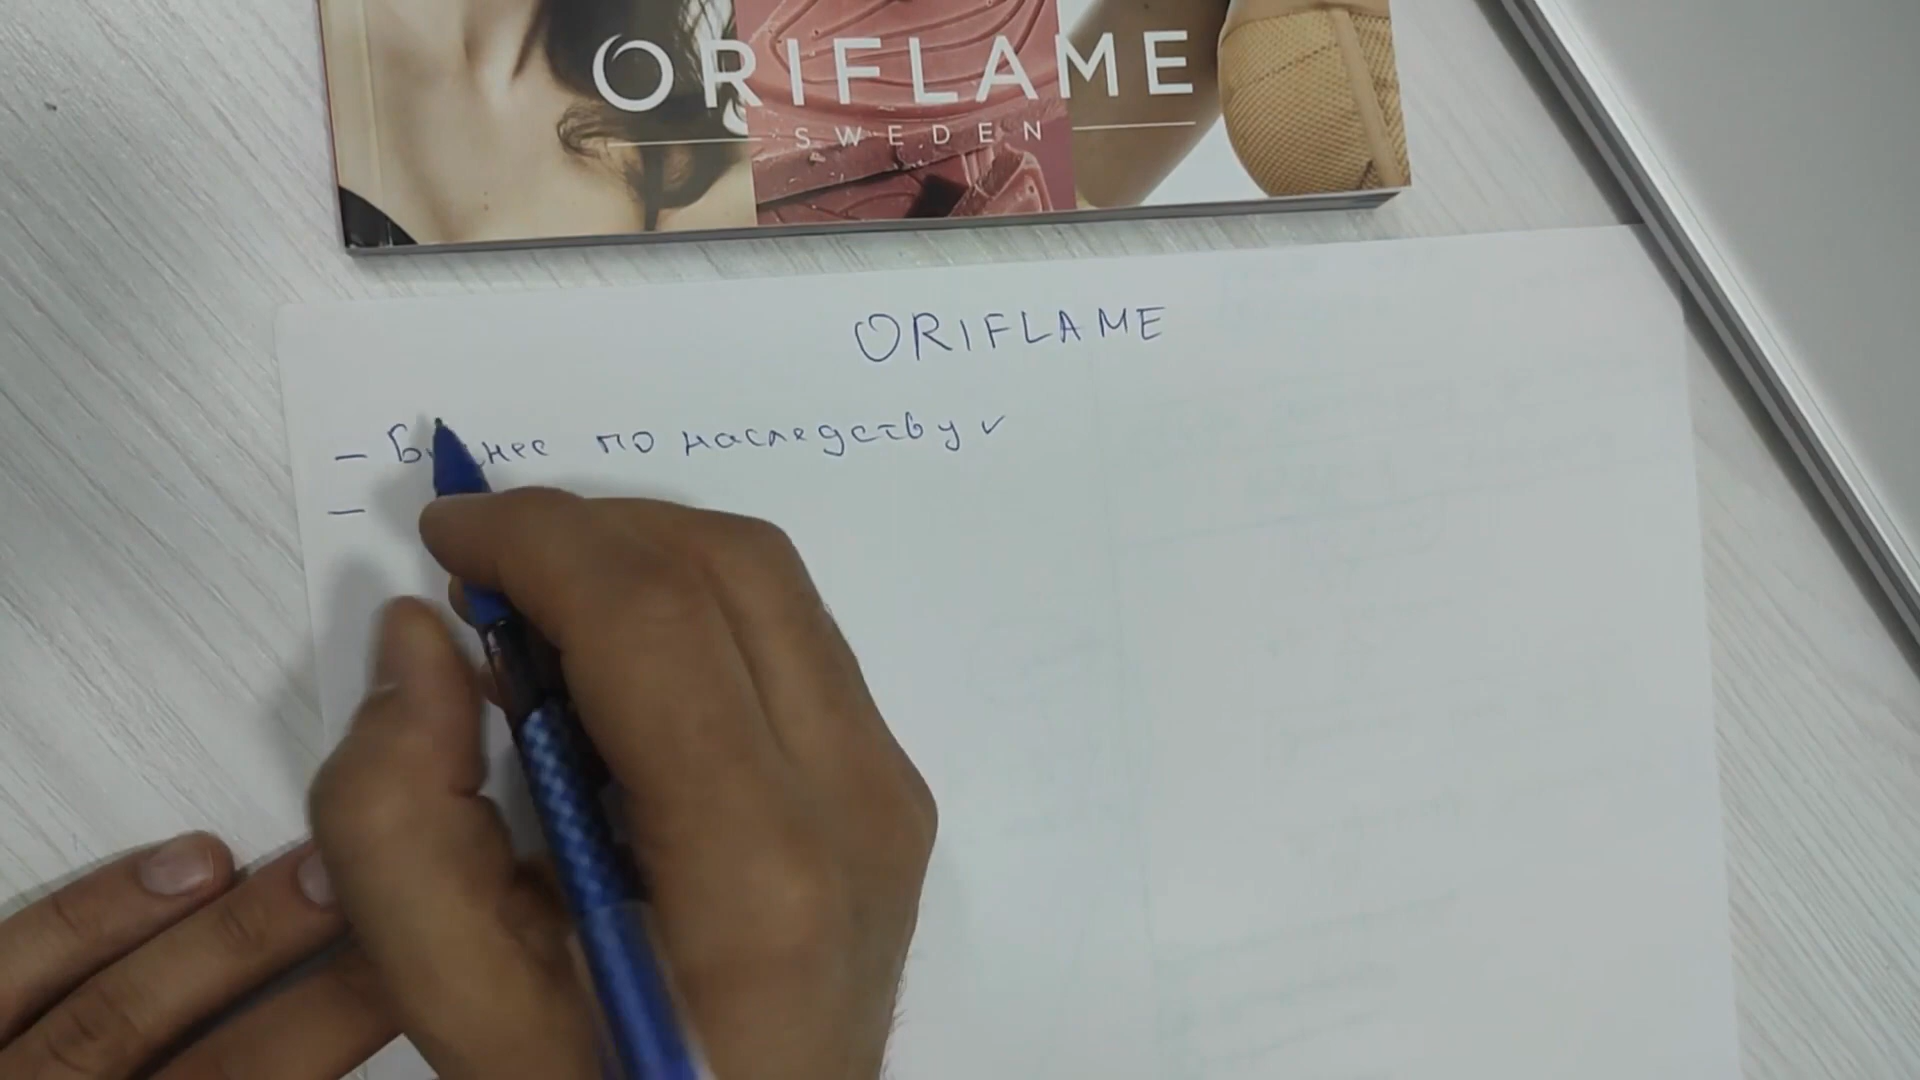 ORIFLAME
SWEDEN
ORIFLAME
— по наследству ✓
—